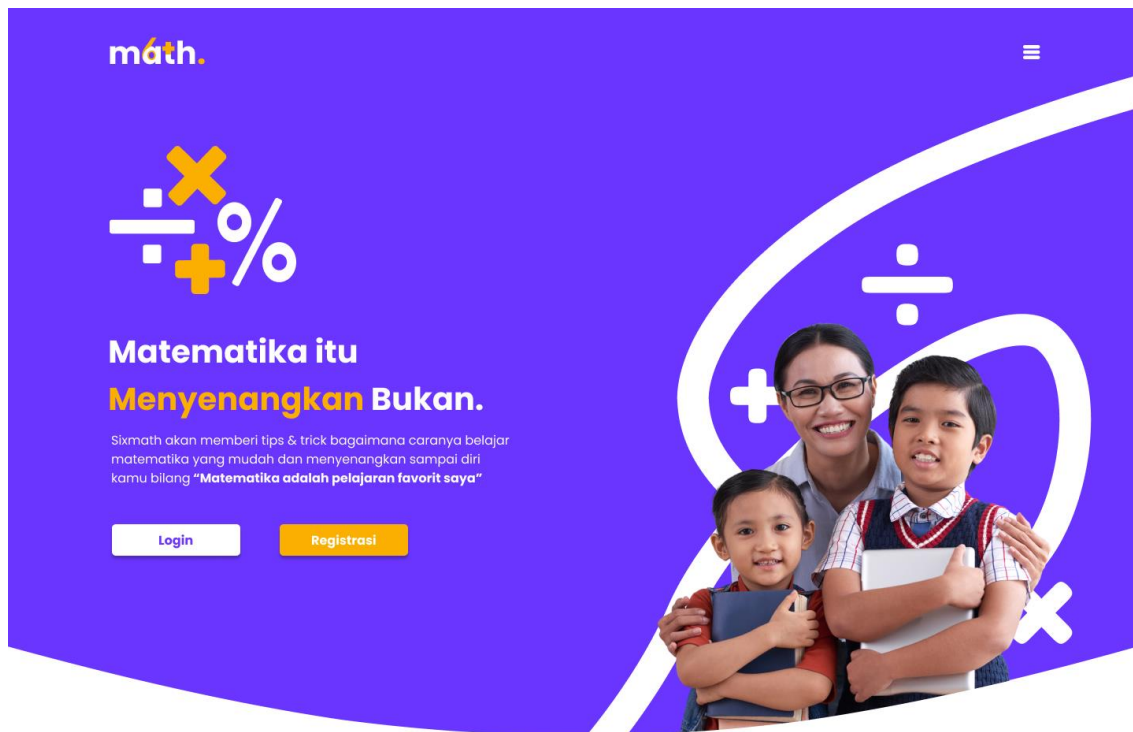 math.
Matematika itu
Menyenangkan Bukan.
Sixmath akan memberi tips & trick bagaimana caranya belajar
matematika yang mudah dan menyenangkan sampai diri
kamu bilang “Matematika adalah pelajaran favorit saya”
Login
Registrasi